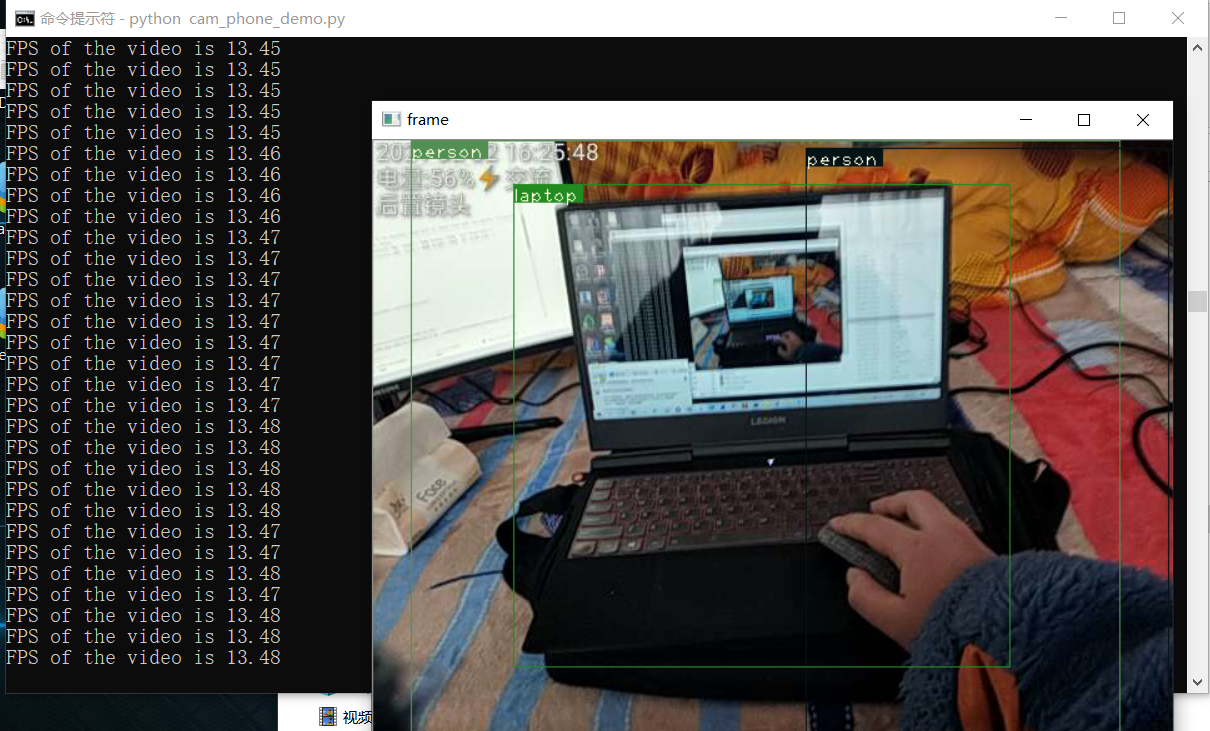 命令提示符 - python cam_phone_demo.py
FPS of the video is 13.45
FPS of the video is 13.45
FPS of the video is 13.45
FPS of the video is 13.45
FPS of the video is 13.45
FPS of the video is 13.46
FPS of the video is 13.46
FPS of the video is 13.46
FPS of the video is 13.46
FPS of the video is 13.47
FPS of the video is 13.47
FPS of the video is 13.47
FPS of the video is 13.47
FPS of the video is 13.47
FPS of the video is 13.47
FPS of the video is 13.47
FPS of the video is 13.47
FPS of the video is 13.47
FPS of the video is 13.48
FPS of the video is 13.48
FPS of the video is 13.48
FPS of the video is 13.48
FPS of the video is 13.48
FPS of the video is 13.47
FPS of the video is 13.47
FPS of the video is 13.48
FPS of the video is 13.47
FPS of the video is 13.48
FPS of the video is 13.48
FPS of the video is 13.48
frame
person
16:25:48
person
电量:56%⚡交流
laptop
后置镜头
LEGION
Face
视频